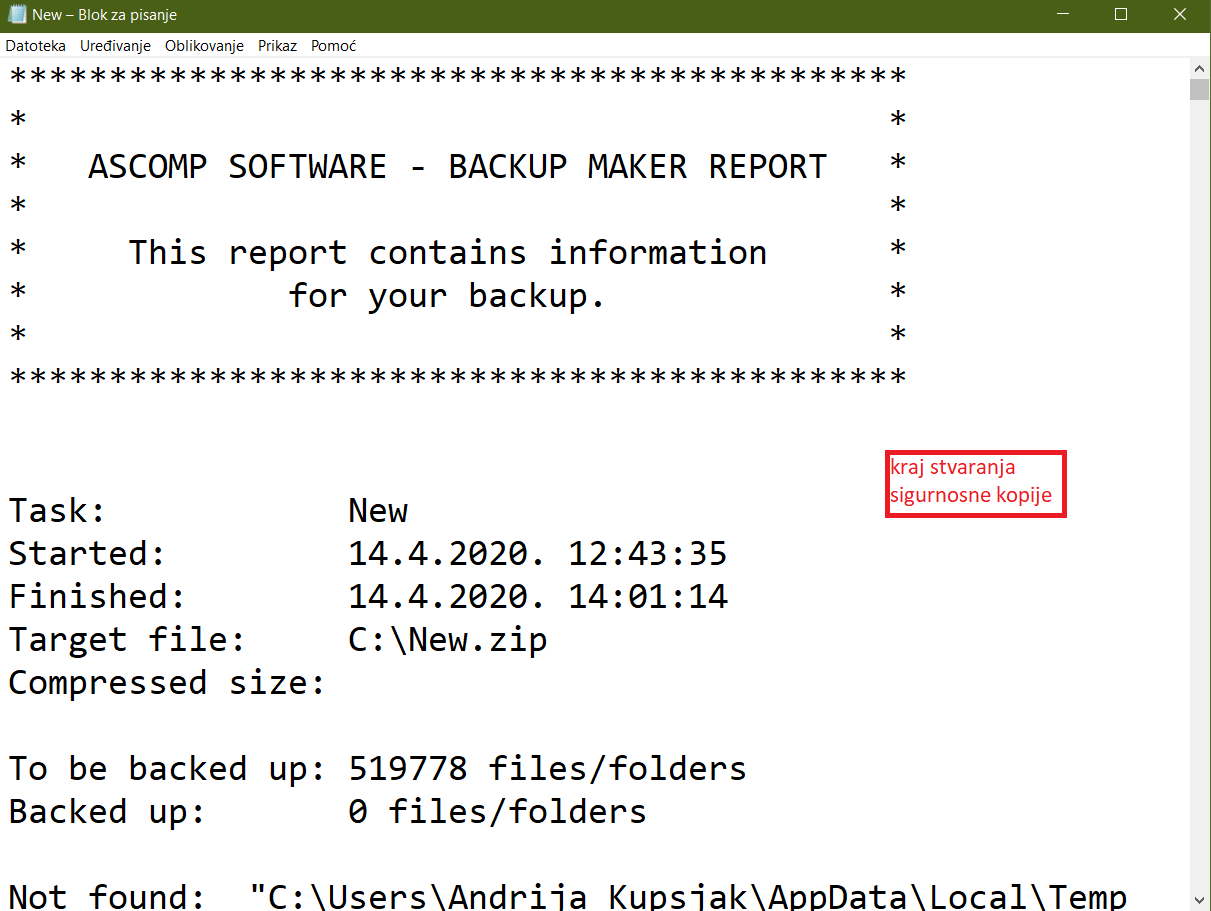 New – Blok za pisanje
Datoteka Uređivanje Oblikovanje Prikaz Pomoć
*********************************************
* *
* ASCOMP SOFTWARE - BACKUP MAKER REPORT *
* *
* This report contains information *
* for your backup. *
* *
*********************************************
kraj stvaranja
sigurnosne kopije
Task: New
Started: 14.4.2020. 12:43:35
Finished: 14.4.2020. 14:01:14
Target file: C:\New.zip
Compressed size:
To be backed up: 519778 files/folders
Backed up: 0 files/folders
Not found: "C:\Users\Andrija Kupsjak\AppData\Local\Temp